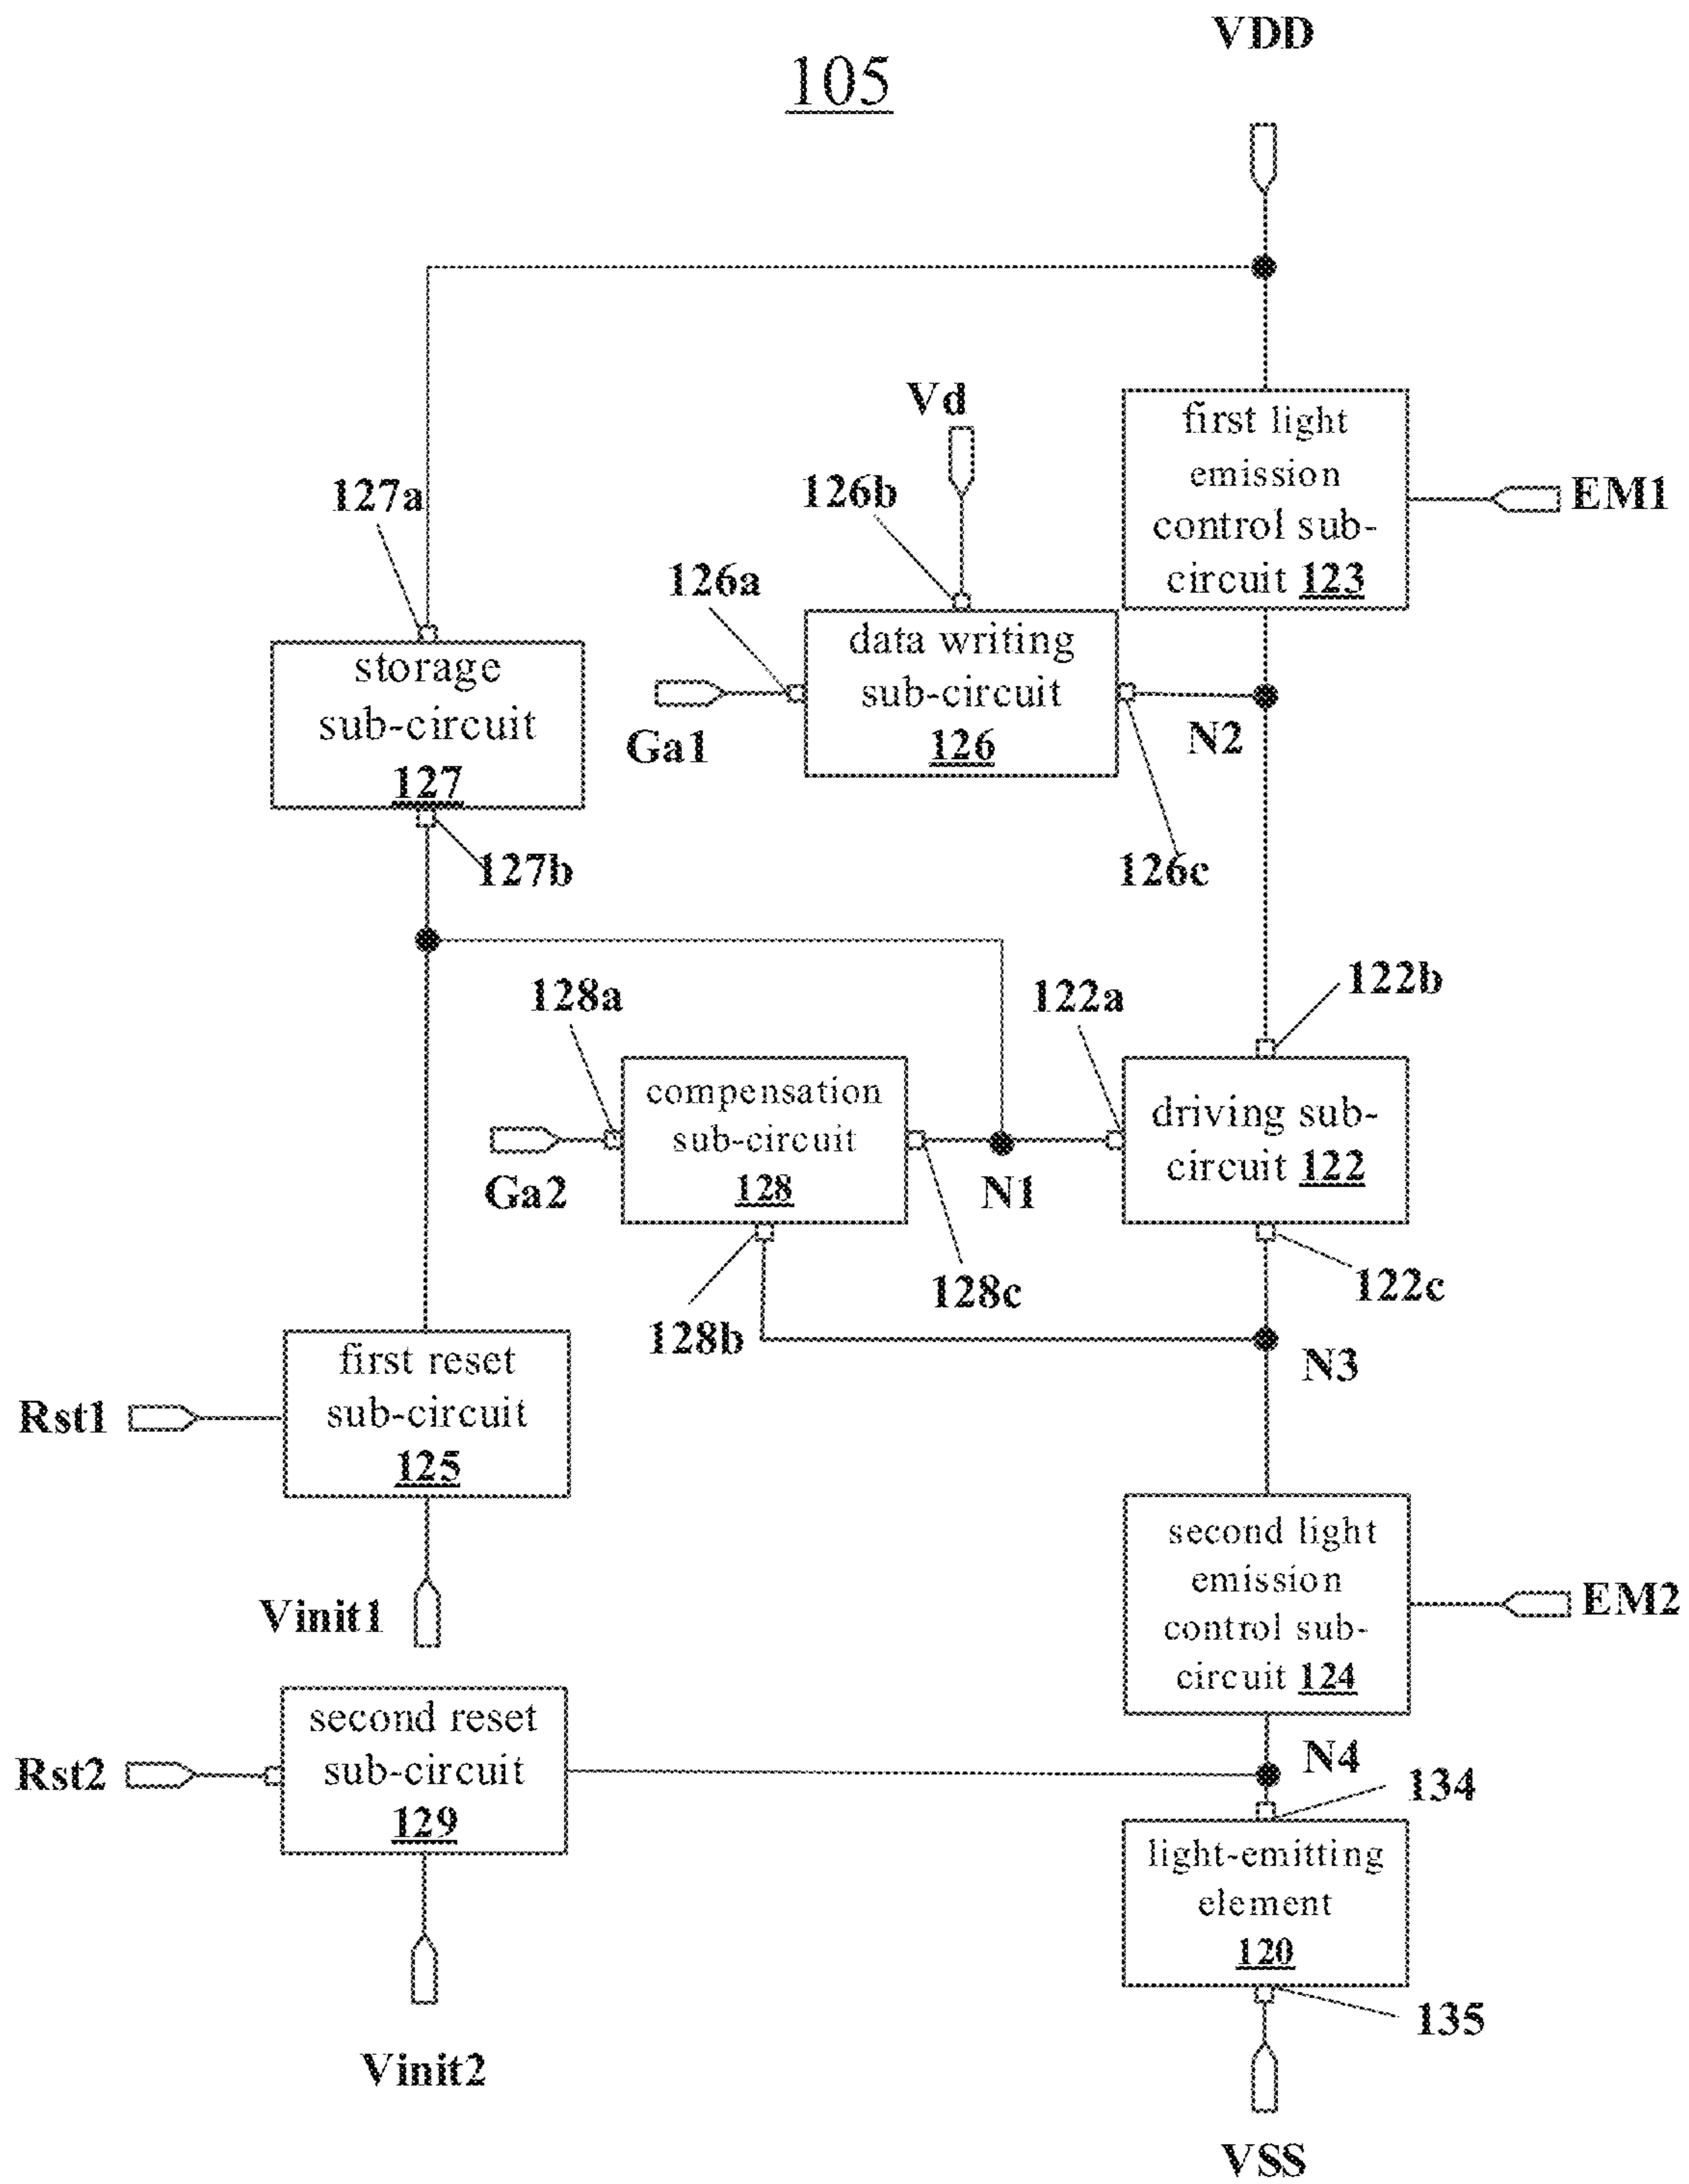 VDD
105
Vd
first light
emission
control sub-
circuit 123
EM1
127a
126b
126a
storage
sub-circuit
127
data writing
sub-circuit
126
Ga1
N2
127b
126c
128a
122a
122b
compensation
sub-circuit
128
driving sub-
circuit 122
Ga2
N1
128c
122c
128b
N3
first reset
sub-circuit
125
Rst1
Vinit1
second light
emission
control sub-
circuit 124
EM2
second reset
sub-circuit
129
Rst2
N4
134
light-emitting
element
120
135
Vinit2
VSS